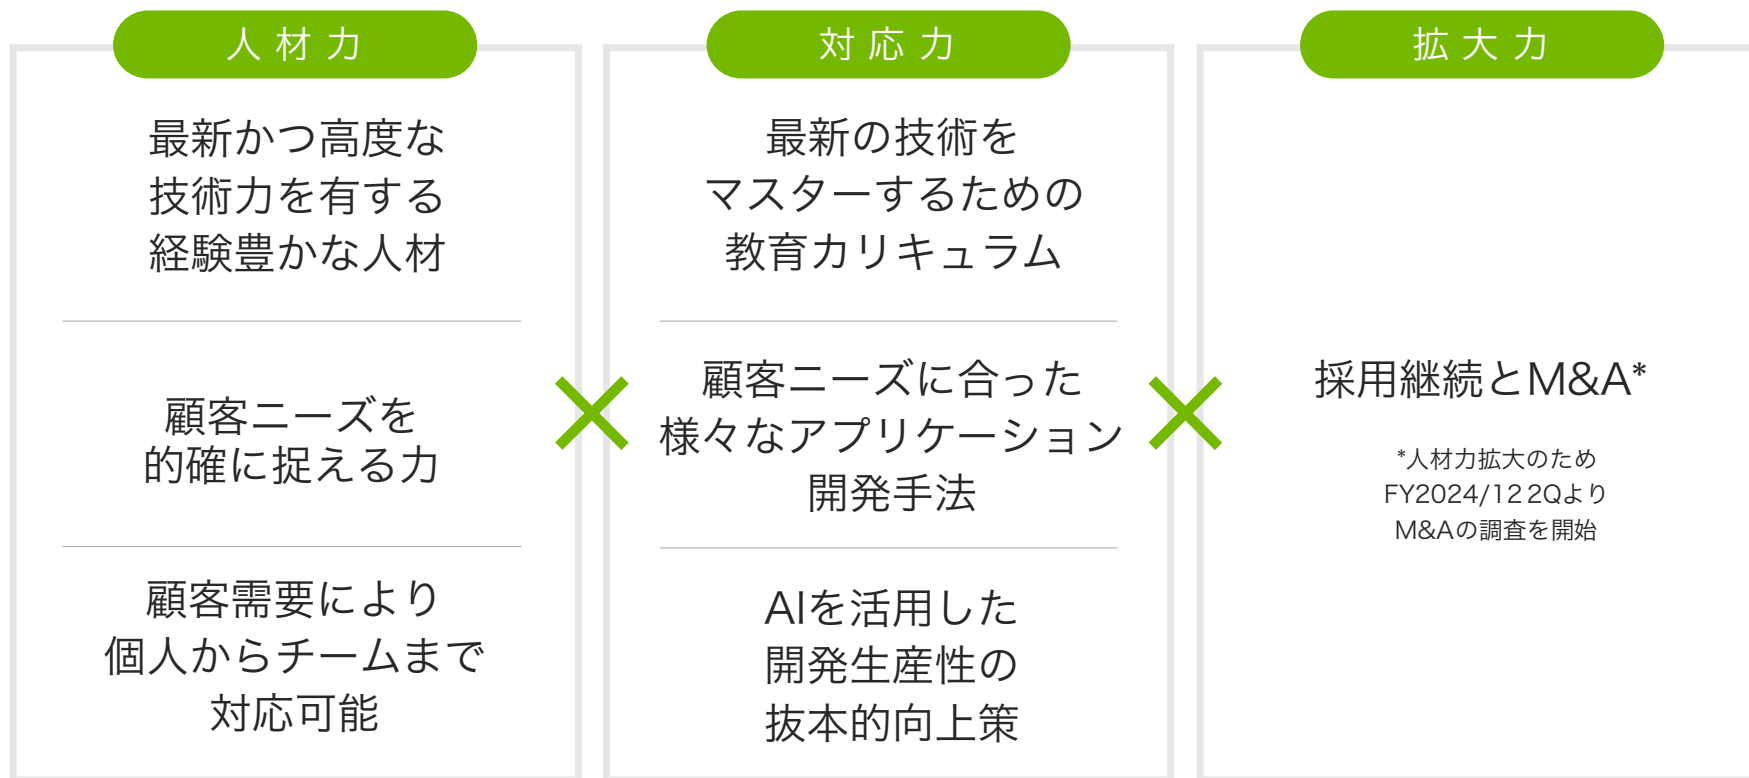 人材力
最新かつ高度な
技術力を有する
経験豊かな人材
顧客ニーズを
的確に捉える力
顧客需要により
個人からチームまで
対応可能
対応力
最新の技術を
マスターするための
教育カリキュラム
顧客ニーズに合った
様々なアプリケーション
開発手法
AIを活用した
開発生産性の
抜本的向上策
拡大力
採用継続とM&A*
*人材力拡大のため
FY2024/12 2Qより
M&Aの調査を開始